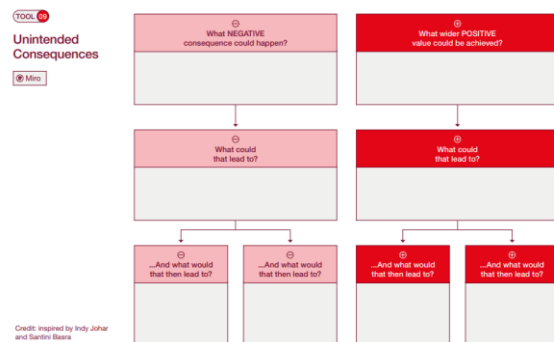 TOOL 09
Unintended
Consequences
Miro
What NEGATIVE
consequence could happen?
What wider POSITIVE
value could be achieved?
What could
that lead to?
What could
that lead to?
...And what would
that then lead to?
...And what would
that then lead to?
...And what would
that then lead to?
...And what would
that then lead to?
Credit: inspired by Indy Johar
and Santini Basra